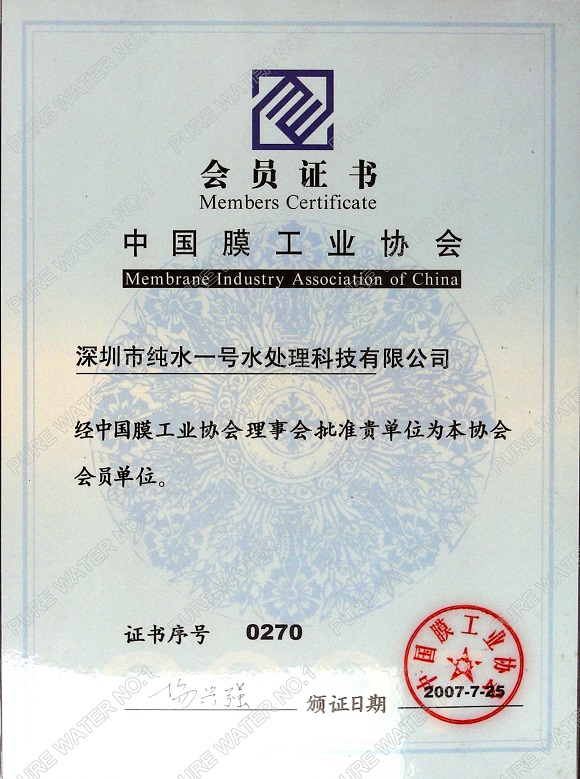 会员证书
Members Certificate
中国膜工业协会
Membrane Industry Association of China
深圳市纯水一号水处理科技有限公司
经中国膜工业协会理事会批准贵单位为本协会
会员单位。
证书序号 0270
中国膜工业协会
颁证日期 2007-7-25
PURE WATER NO.1